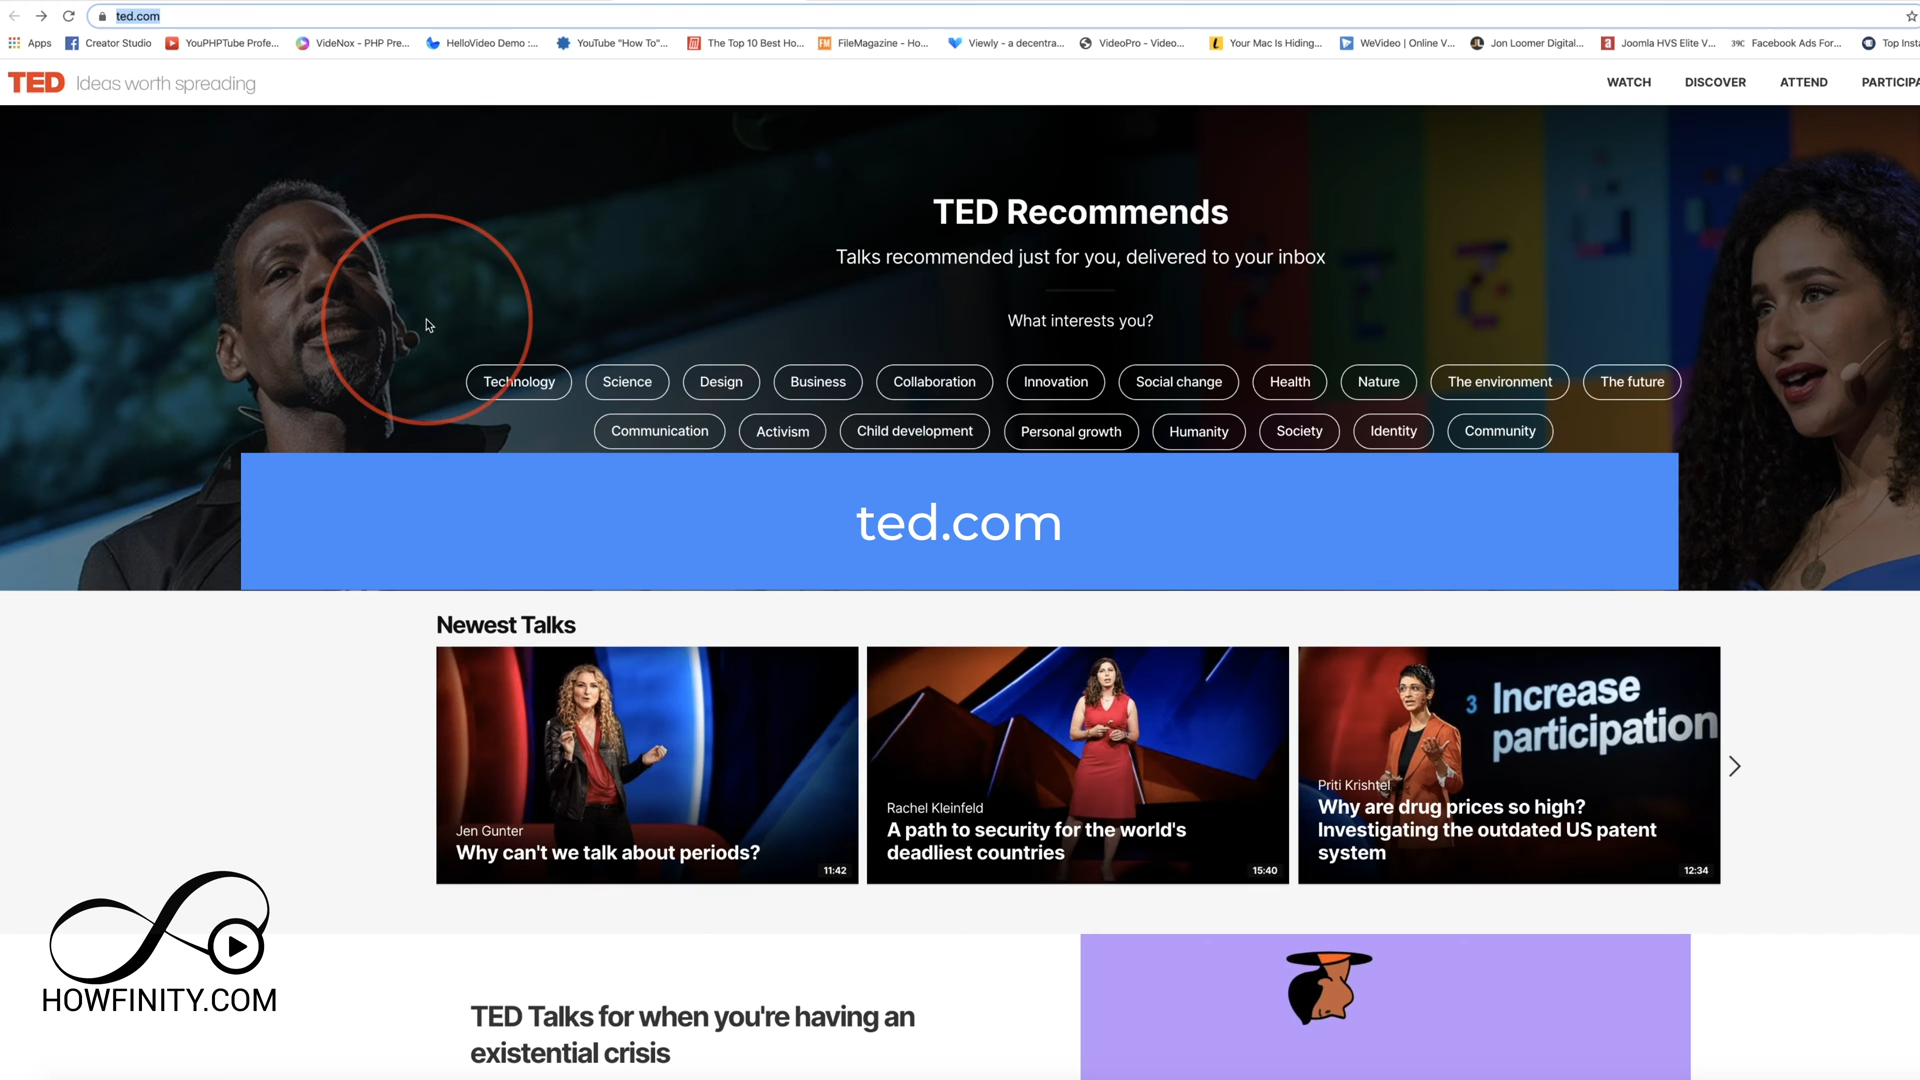 ted.com
Apps
Creator Studio
YouPHPTube Profe...
VideNox - PHP Pre...
HelloVideo Demo :...
YouTube "How To"...
The Top 10 Best Ho...
FileMagazine - Ho...
Viewly - a decentra...
VideoPro - Video...
Your Mac Is Hiding...
WeVideo | Online V...
Jon Loomer Digital...
Joomla HVS Elite V...
Facebook Ads For...
Top Insta
TED Ideas worth spreading
WATCH
DISCOVER
ATTEND
PARTICIPA
TED Recommends
Talks recommended just for you, delivered to your inbox
What interests you?
Technology
Science
Design
Business
Collaboration
Innovation
Social change
Health
Nature
The environment
The future
Communication
Activism
Child development
Personal growth
Humanity
Society
Identity
Community
ted.com
Newest Talks
Jen Gunter
Why can't we talk about periods?
11:42
Rachel Kleinfeld
A path to security for the world's
deadliest countries
15:40
3 Increase
participation
Priti Krishtel
Why are drug prices so high?
Investigating the outdated US patent
system
12:34
HOWFINITY.COM
TED Talks for when you're having an
existential crisis